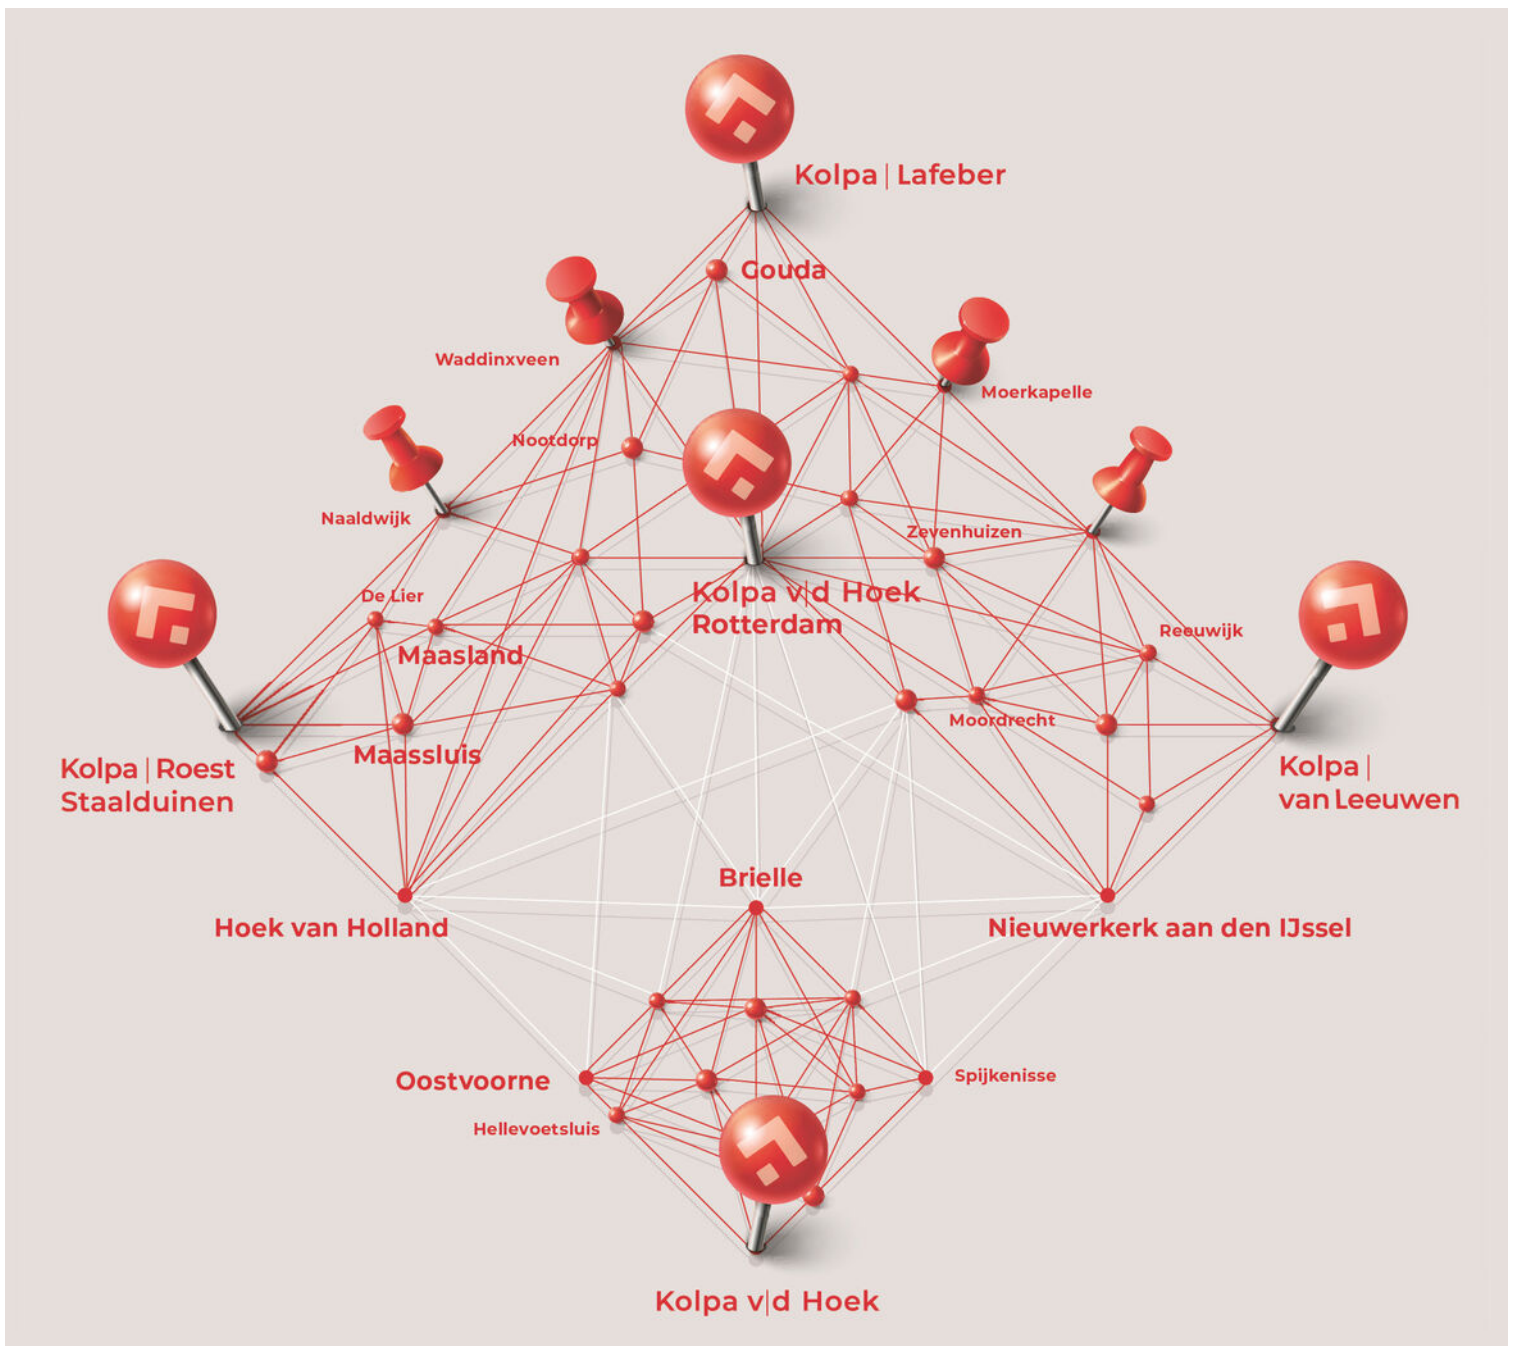 Kolpa | Lafeber
Gouda
Waddinxveen
Moerkapelle
Nootdorp
Naaldwijk
Zevenhuizen
De Lier
Kolpa v|d Hoek
Rotterdam
Reeuwijk
Maasland
Moordrecht
Maassluis
Kolpa | Roest
Staalduinen
Kolpa |
van Leeuwen
Brielle
Hoek van Holland
Nieuwerkerk aan den IJssel
Oostvoorne
Spijkenisse
Hellevoetsluis
Kolpa v|d Hoek